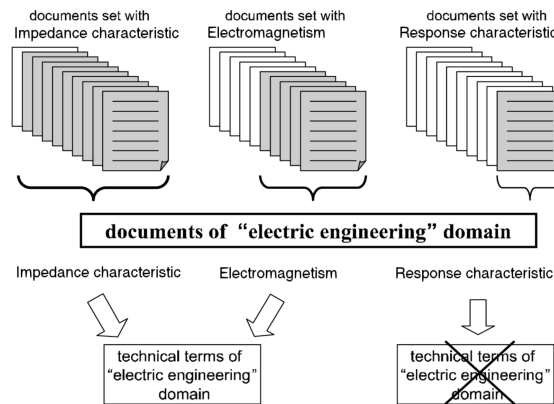 documents set with
Impedance characteristic
documents set with
Electromagnetism
documents set with
Response characteristic
documents of “electric engineering” domain
Impedance characteristic
Electromagnetism
Response characteristic
technical terms of
“electric engineering”
domain
technical terms of
“electric engineering”
domain